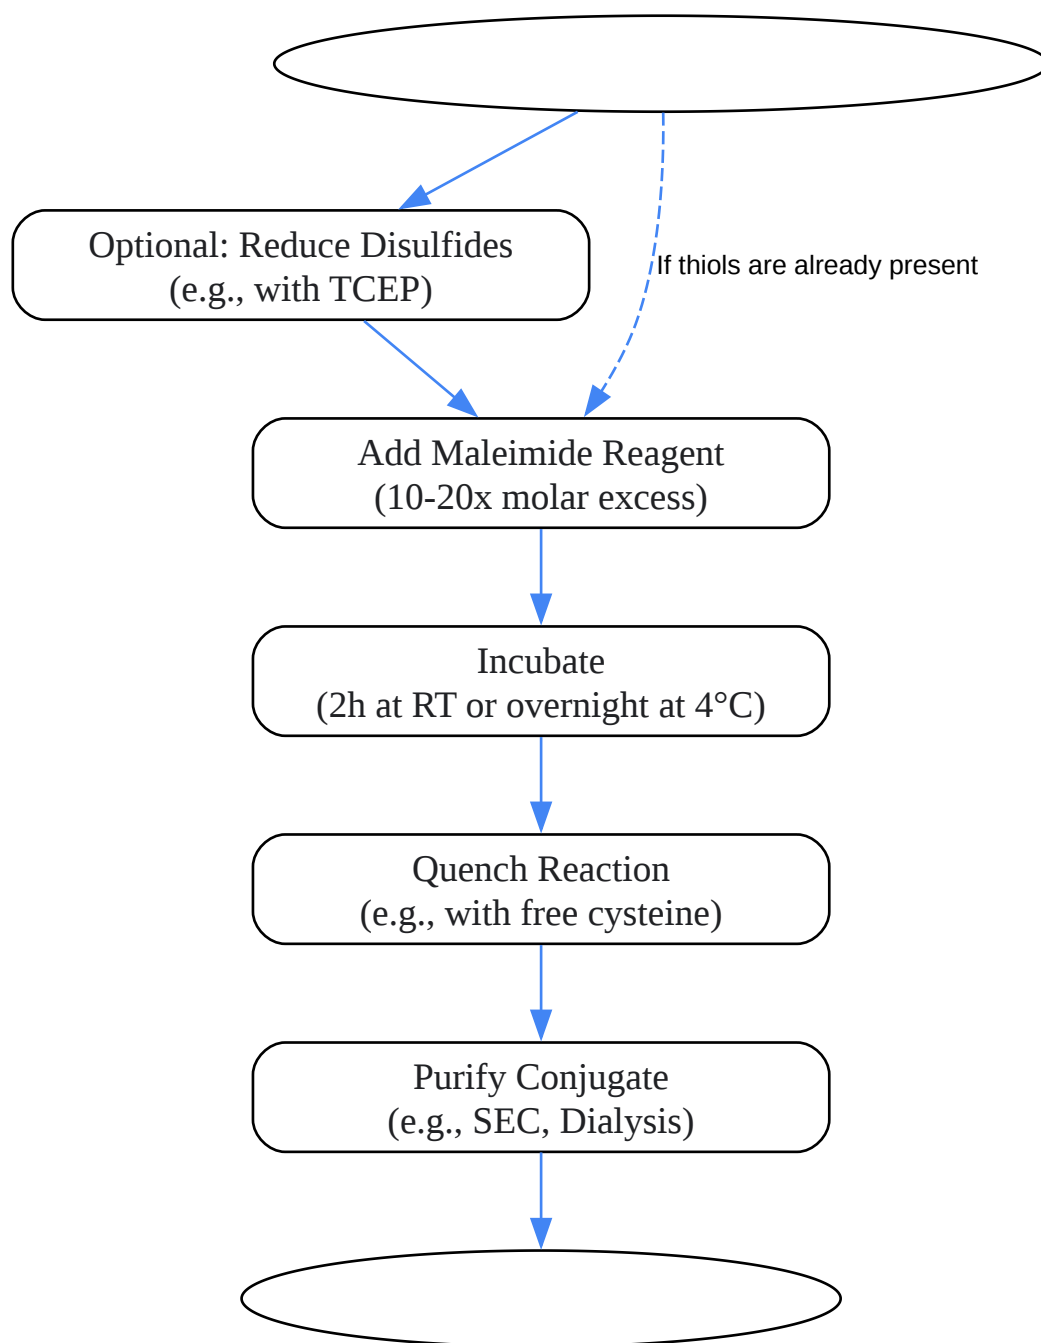 Optional: Reduce Disulfides
(e.g., with TCEP)
If thiols are already present
Add Maleimide Reagent
(10-20x molar excess)
Incubate
(2h at RT or overnight at 4°C)
Quench Reaction
(e.g., with free cysteine)
Purify Conjugate
(e.g., SEC, Dialysis)